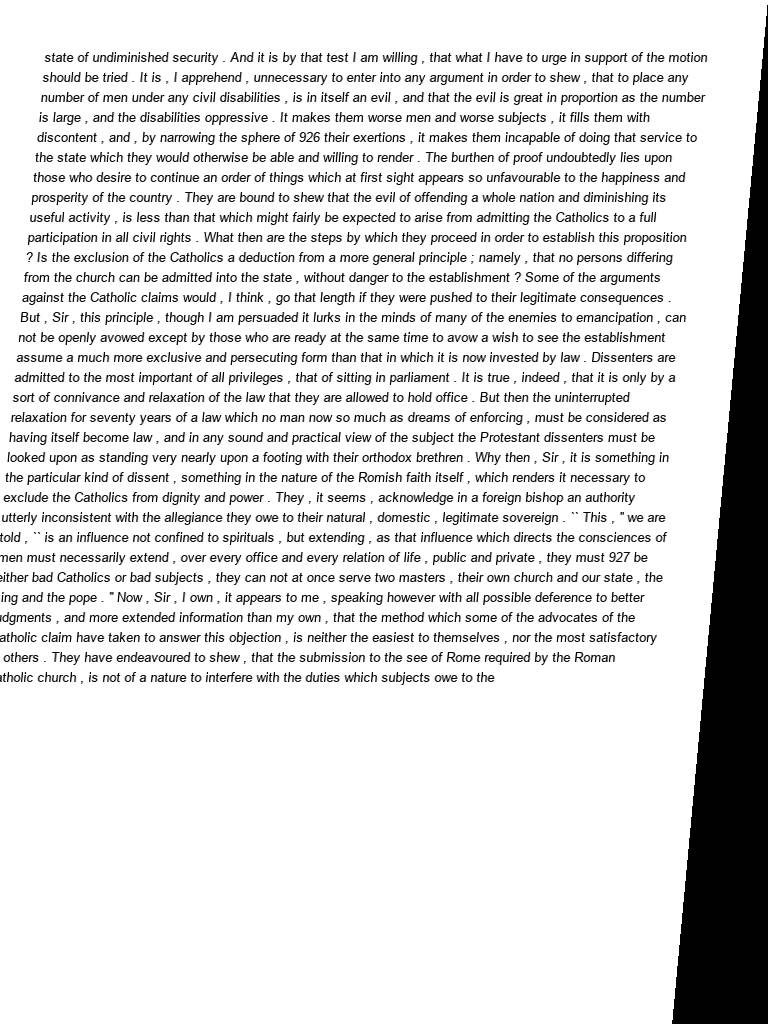 state of undiminished security . And it is by that test I am willing , that what I have to urge in support of the motion
should be tried . It is , I apprehend , unnecessary to enter into any argument in order to shew , that to place any
number of men under any civil disabilities , is in itself an evil , and that the evil is great in proportion as the number
is large , and the disabilities oppressive . It makes them worse men and worse subjects , it fills them with
discontent , and , by narrowing the sphere of 926 their exertions , it makes them incapable of doing that service to
the state which they would otherwise be able and willing to render . The burthen of proof undoubtedly lies upon
those who desire to continue an order of things which at first sight appears so unfavourable to the happiness and
prosperity of the country . They are bound to shew that the evil of offending a whole nation and diminishing its
useful activity , is less than that which might fairly be expected to arise from admitting the Catholics to a full
participation in all civil rights . What then are the steps by which they proceed in order to establish this proposition
? Is the exclusion of the Catholics a deduction from a more general principle ; namely , that no persons differing
from the church can be admitted into the state , without danger to the establishment ? Some of the arguments
against the Catholic claims would , I think , go that length if they were pushed to their legitimate consequences .
But , Sir , this principle , though I am persuaded it lurks in the minds of many of the enemies to emancipation , can
not be openly avowed except by those who are ready at the same time to avow a wish to see the establishment
assume a much more exclusive and persecuting form than that in which it is now invested by law . Dissenters are
admitted to the most important of all privileges , that of sitting in parliament . It is true , indeed , that it is only by a
sort of connivance and relaxation of the law that they are allowed to hold office . But then the uninterrupted
relaxation for seventy years of a law which no man now so much as dreams of enforcing , must be considered as
having itself become law , and in any sound and practical view of the subject the Protestant dissenters must be
looked upon as standing very nearly upon a footing with their orthodox brethren . Why then , Sir , it is something in
the particular kind of dissent , something in the nature of the Romish faith itself , which renders it necessary to
exclude the Catholics from dignity and power . They , it seems , acknowledge in a foreign bishop an authority
utterly inconsistent with the allegiance they owe to their natural , domestic , legitimate sovereign . `` This , " we are
told , `` is an influence not confined to spirituals , but extending , as that influence which directs the consciences of
men must necessarily extend , over every office and every relation of life , public and private , they must 927 be
either bad Catholics or bad subjects , they can not at once serve two masters , their own church and our state , the
ing and the pope . " Now , Sir , I own , it appears to me , speaking however with all possible deference to better
udgments , and more extended information than my own , that the method which some of the advocates of the
atholic claim have taken to answer this objection , is neither the easiest to themselves , nor the most satisfactory
others . They have endeavoured to shew , that the submission to the see of Rome required by the Roman
atholic church , is not of a nature to interfere with the duties which subjects owe to the